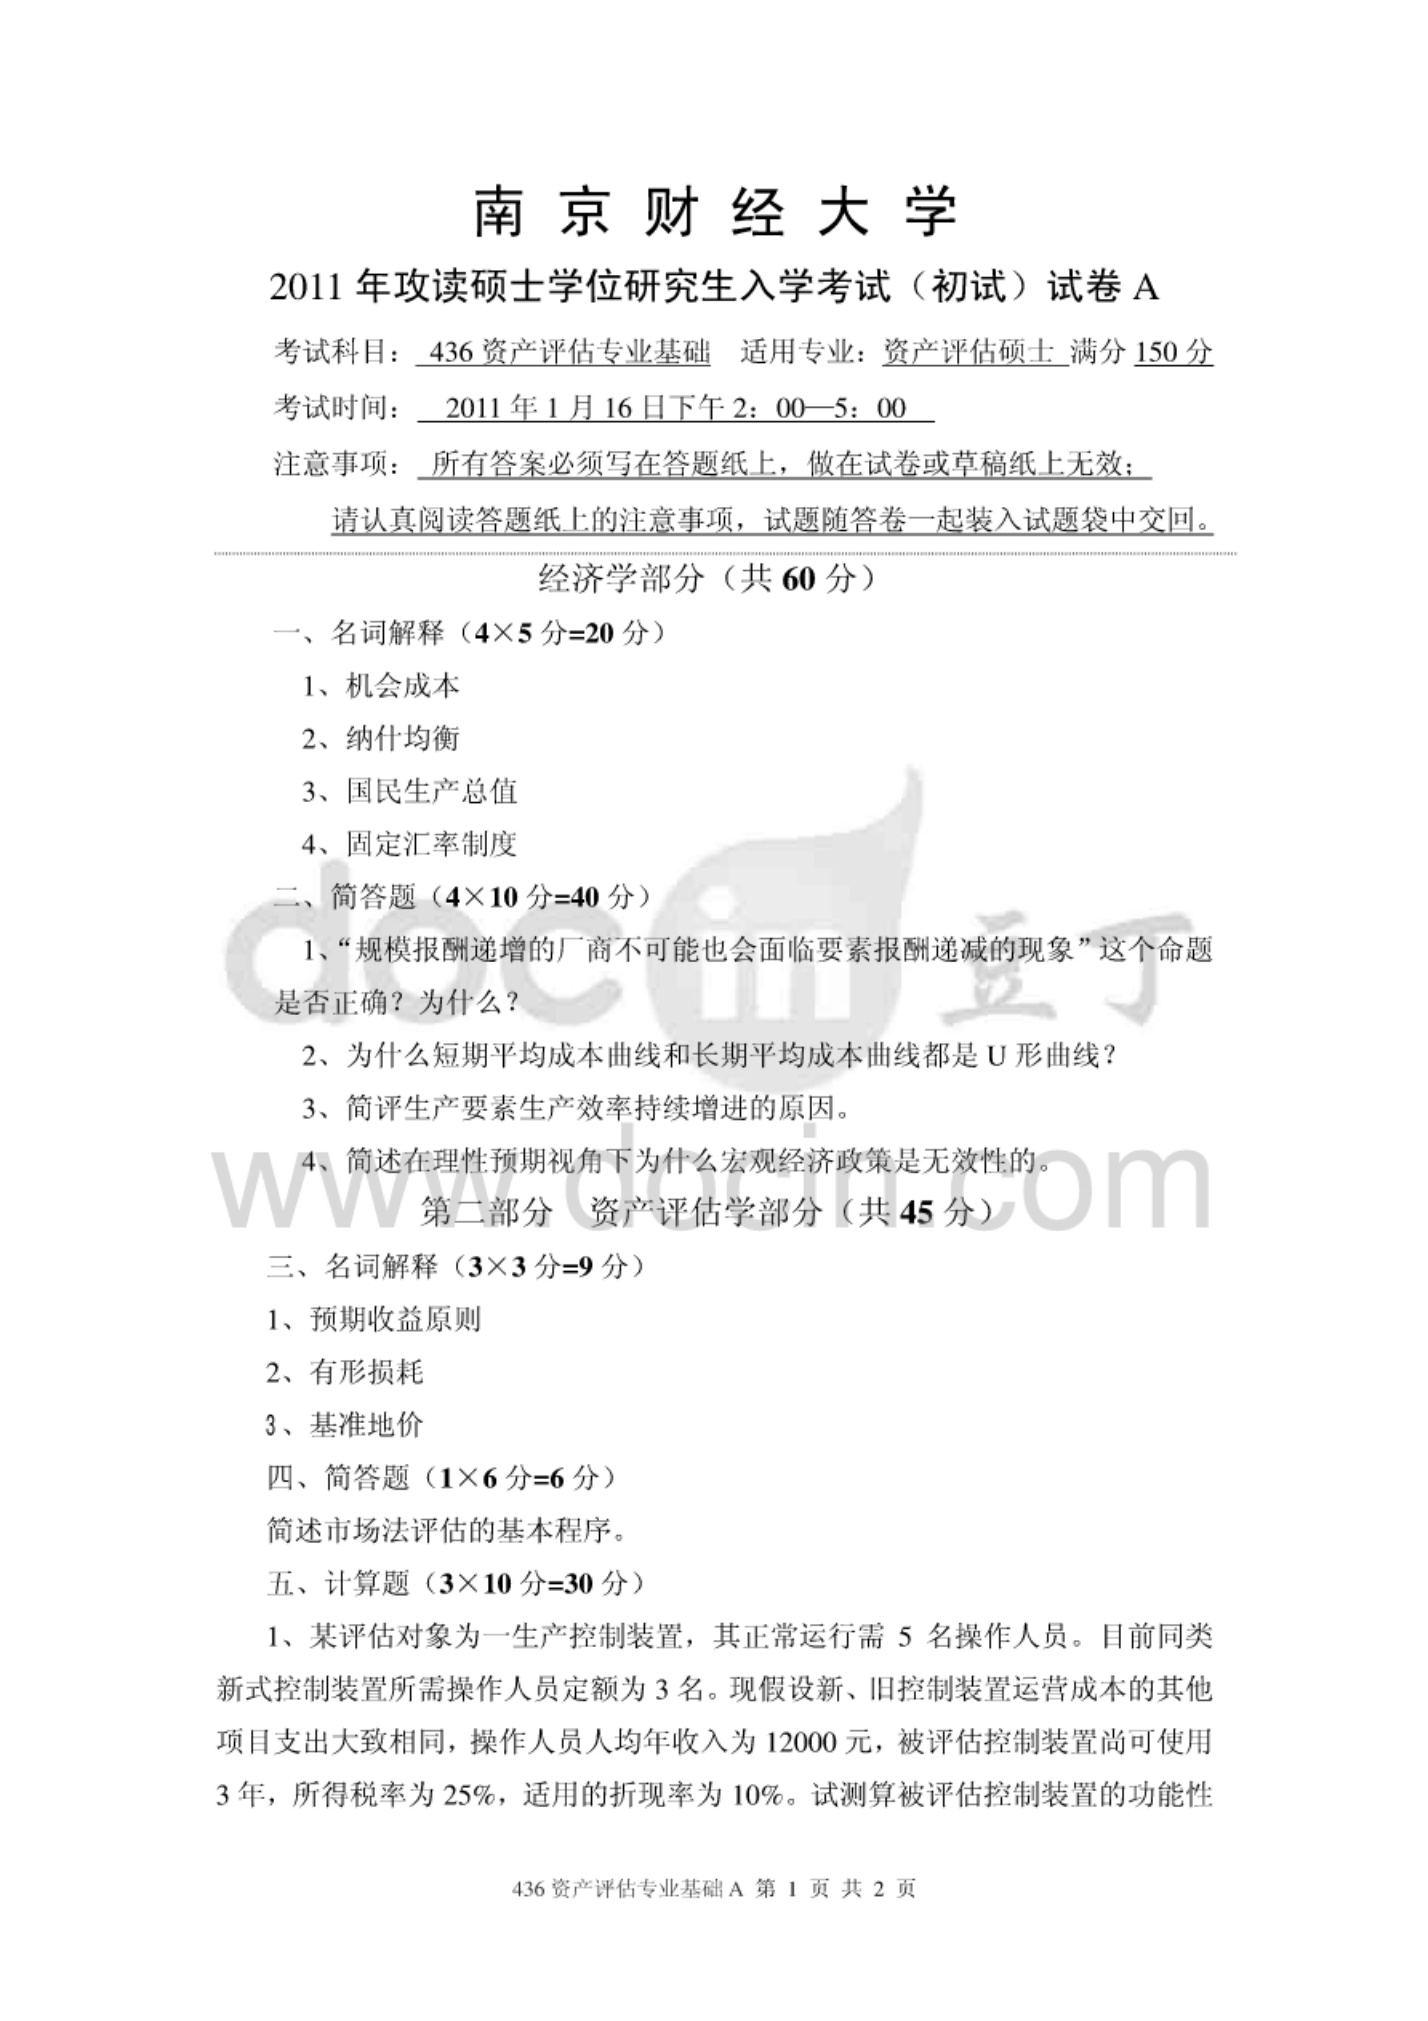 南京财经大学
2011 年攻读硕士学位研究生入学考试（初试）试卷 A
考试科目： 436 资产评估专业基础 适用专业：资产评估硕士 满分 150 分
考试时间： 2011 年 1 月 16 日下午 2：00—5：00
注意事项： 所有答案必须写在答题纸上，做在试卷或草稿纸上无效；
请认真阅读答题纸上的注意事项，试题随答卷一起装入试题袋中交回。
经济学部分（共 60 分）
一、名词解释（4×5 分=20 分）
1、机会成本
2、纳什均衡
3、国民生产总值
4、固定汇率制度
二、简答题（4×10 分=40 分）
1、“规模报酬递增的厂商不可能也会面临要素报酬递减的现象”这个命题
是否正确？为什么？
2、为什么短期平均成本曲线和长期平均成本曲线都是 U 形曲线？
3、简评生产要素生产效率持续增进的原因。
4、简述在理性预期视角下为什么宏观经济政策是无效性的。
第二部分 资产评估学部分（共 45 分）
三、名词解释（3×3 分=9 分）
1、预期收益原则
2、有形损耗
3、基准地价
四、简答题（1×6 分=6 分）
简述市场法评估的基本程序。
五、计算题（3×10 分=30 分）
1、某评估对象为一生产控制装置，其正常运行需 5 名操作人员。目前同类
新式控制装置所需操作人员定额为 3 名。现假设新、旧控制装置运营成本的其他
项目支出大致相同，操作人员人均年收入为 12000 元，被评估控制装置尚可使用
3 年，所得税率为 25%，适用的折现率为 10%。试测算被评估控制装置的功能性
436 资产评估专业基础 A 第 1 页 共 2 页
docin 豆丁
www.docin.com